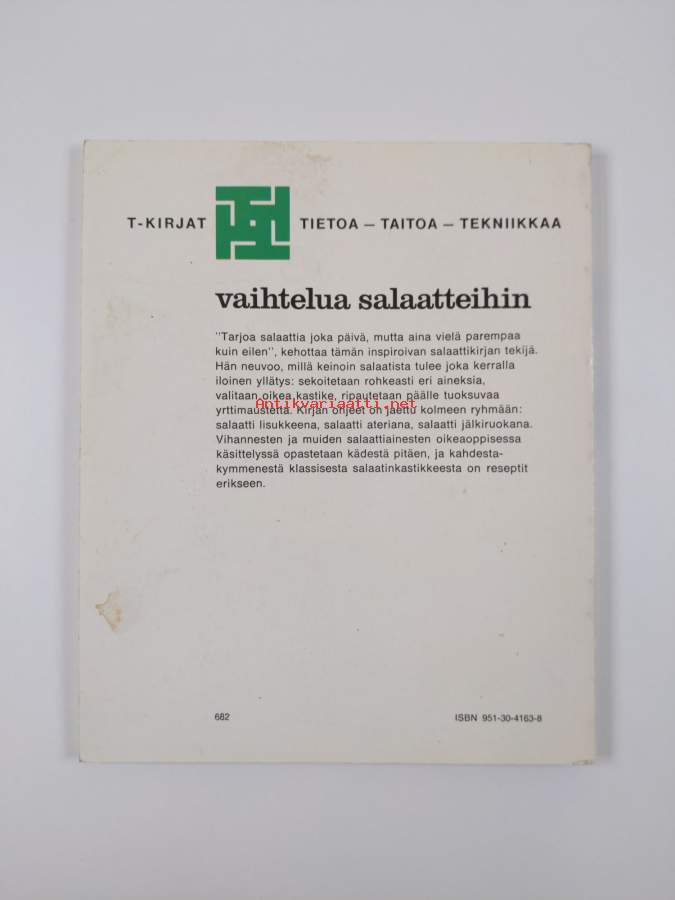 T-KIRJAT TIETOA — TAITOA — TEKNIIKKAA
vaihtelua salaatteihin
"Tarjoa salaattia joka päivä, mutta aina vielä parempaa
kuin eilen", kehottaa tämän inspiroivan salaattikirjan tekijä.
Hän neuvoo, millä keinoin salaatista tulee joka kerralla
iloinen yllätys: sekoitetaan rohkeasti eri aineksia,
valitaan oikea kastike, ripautetaan päälle tuoksuvaa
Antikvariaatti.net
yrttimaustetta. Kirjan ohjeet on jaettu kolmeen ryhmään:
salaatti lisukkeena, salaatti ateriana, salaatti jälkiruokana.
Vihannesten ja muiden salaattiainesten oikeaoppisessa
käsittelyssä opastetaan kädestä pitäen, ja kahdesta-
kymmenestä klassisesta salaatinkastikkeesta on reseptit
erikseen.
682 ISBN 951-30-4163-8